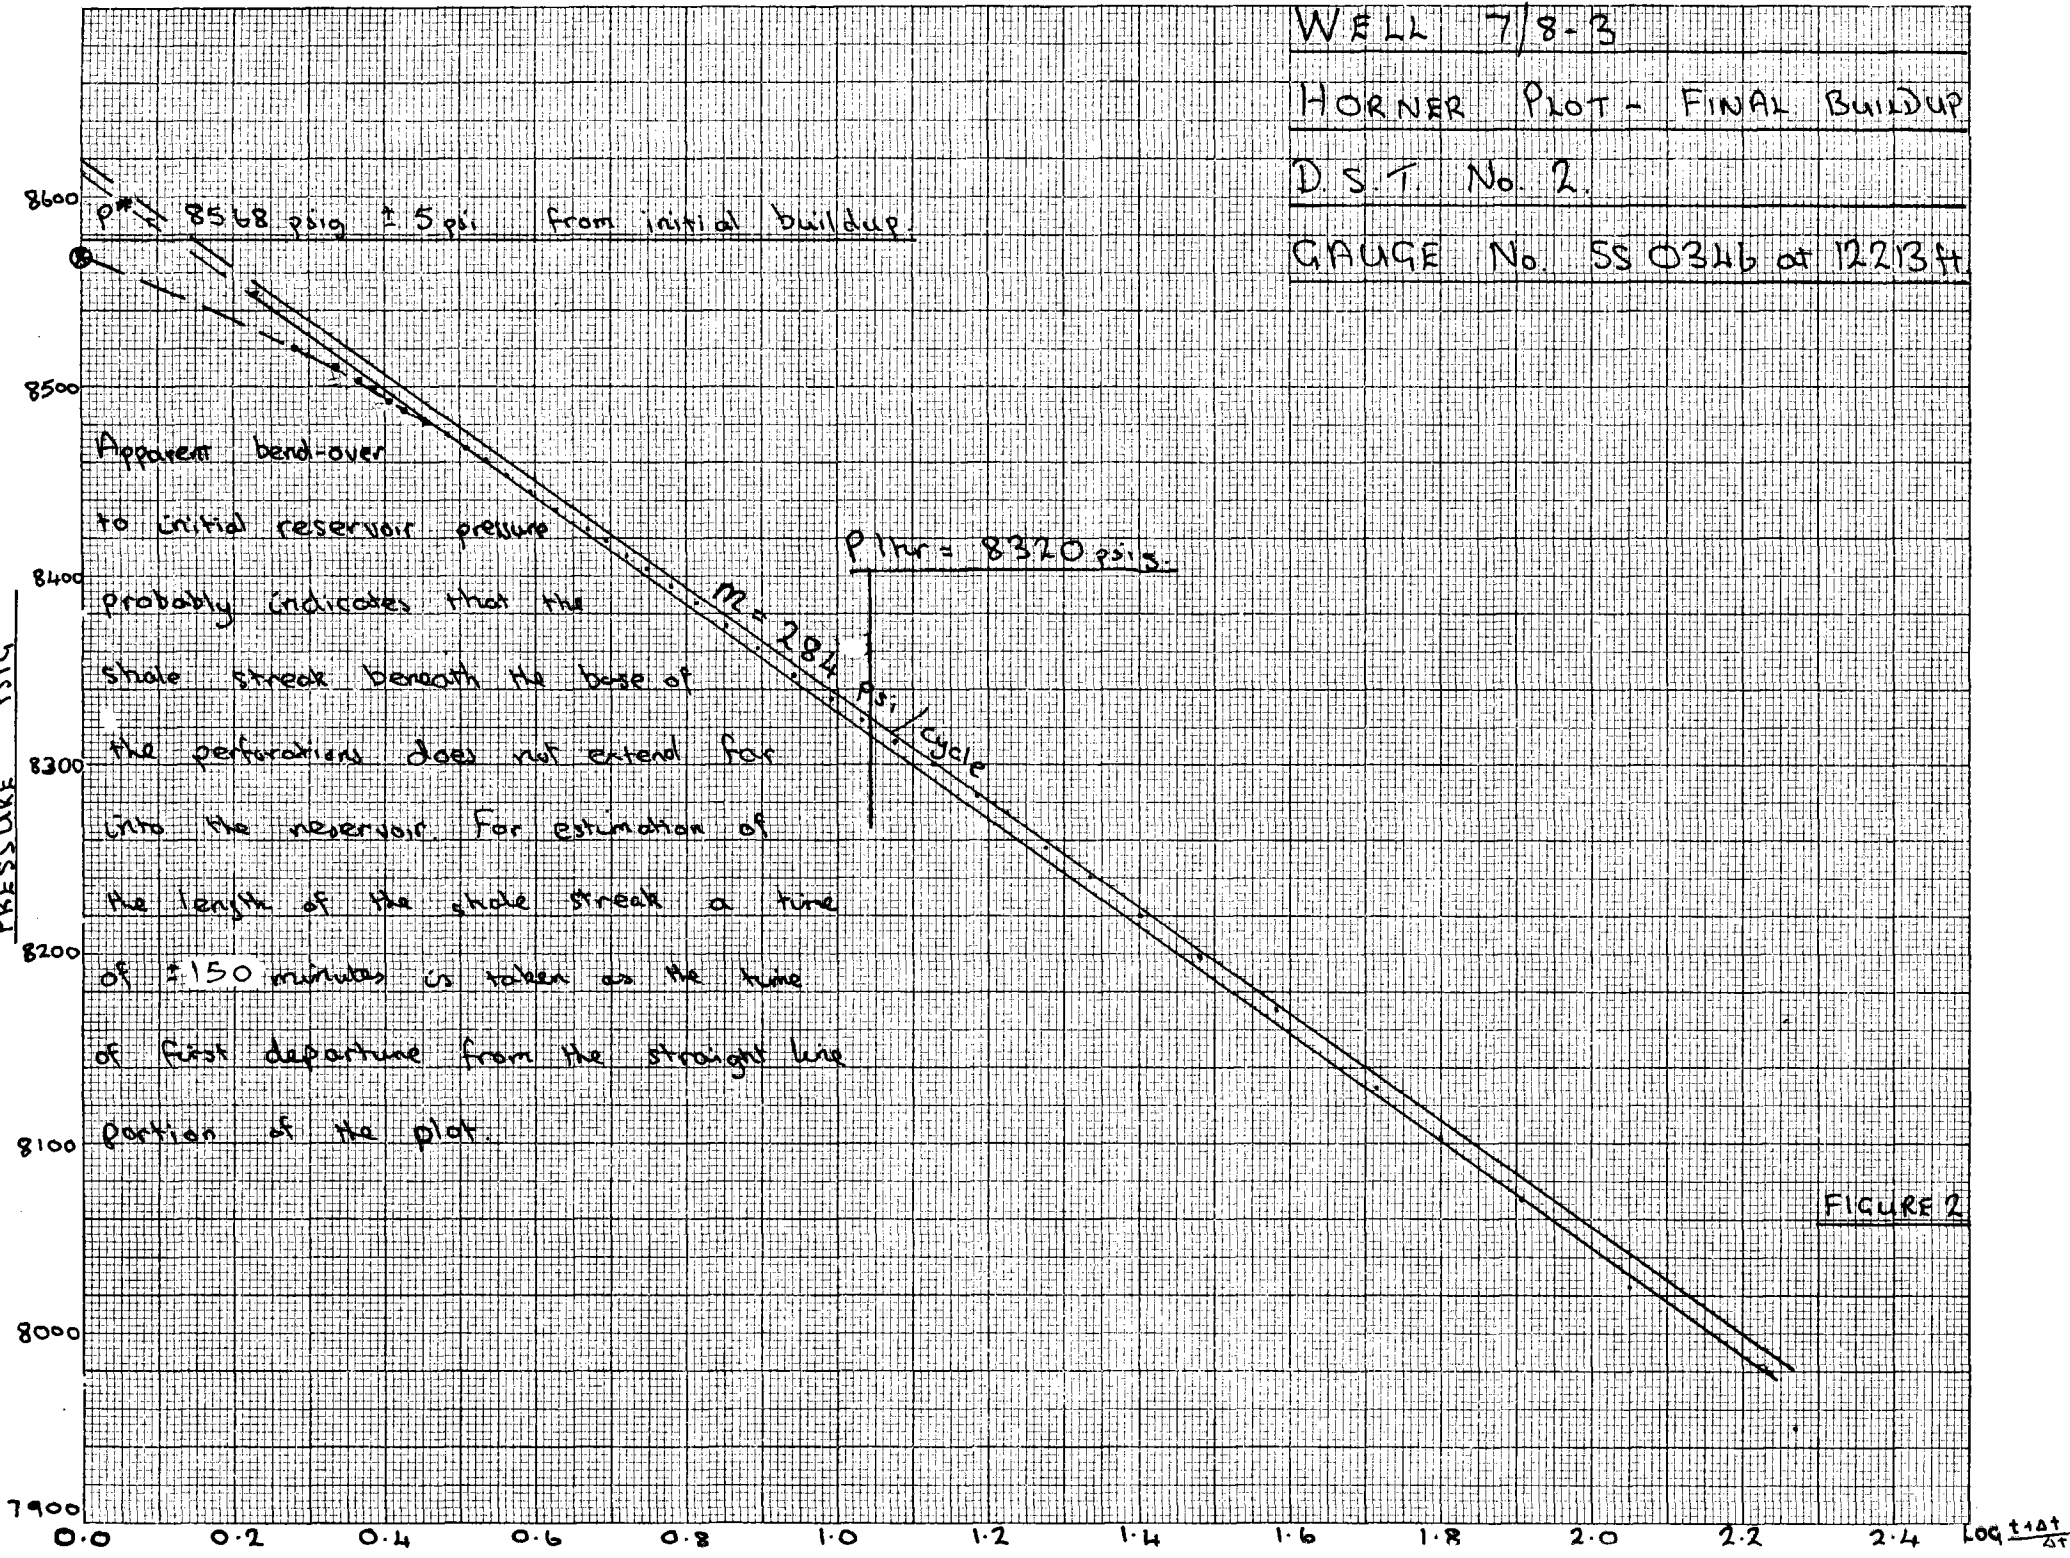 WELL 7/8-3
HORNER PLOT - FINAL BUILDUP
D.S.T. No. 2.
GAUGE No. SS 0346 at 12213 ft.
P* 8568 psig ± 5 psi from initial buildup.
Apparent bend-over
to initial reservoir pressure
probably indicates that the
shale streak beneath the base of
the perforations does not extend far
into the reservoir. For estimation of
the length of the shale streak a time
of ±150 minutes is taken as the time
of first departure from the straight line
portion of the plot.
P1hr = 8320 psig.
m = 284 psi/cycle
FIGURE 2
PRESSURE PSIG
8600
8500
8400
8300
8200
8100
8000
7900
0.0 0.2 0.4 0.6 0.8 1.0 1.2 1.4 1.6 1.8 2.0 2.2 2.4 LOG t+Δt/Δt